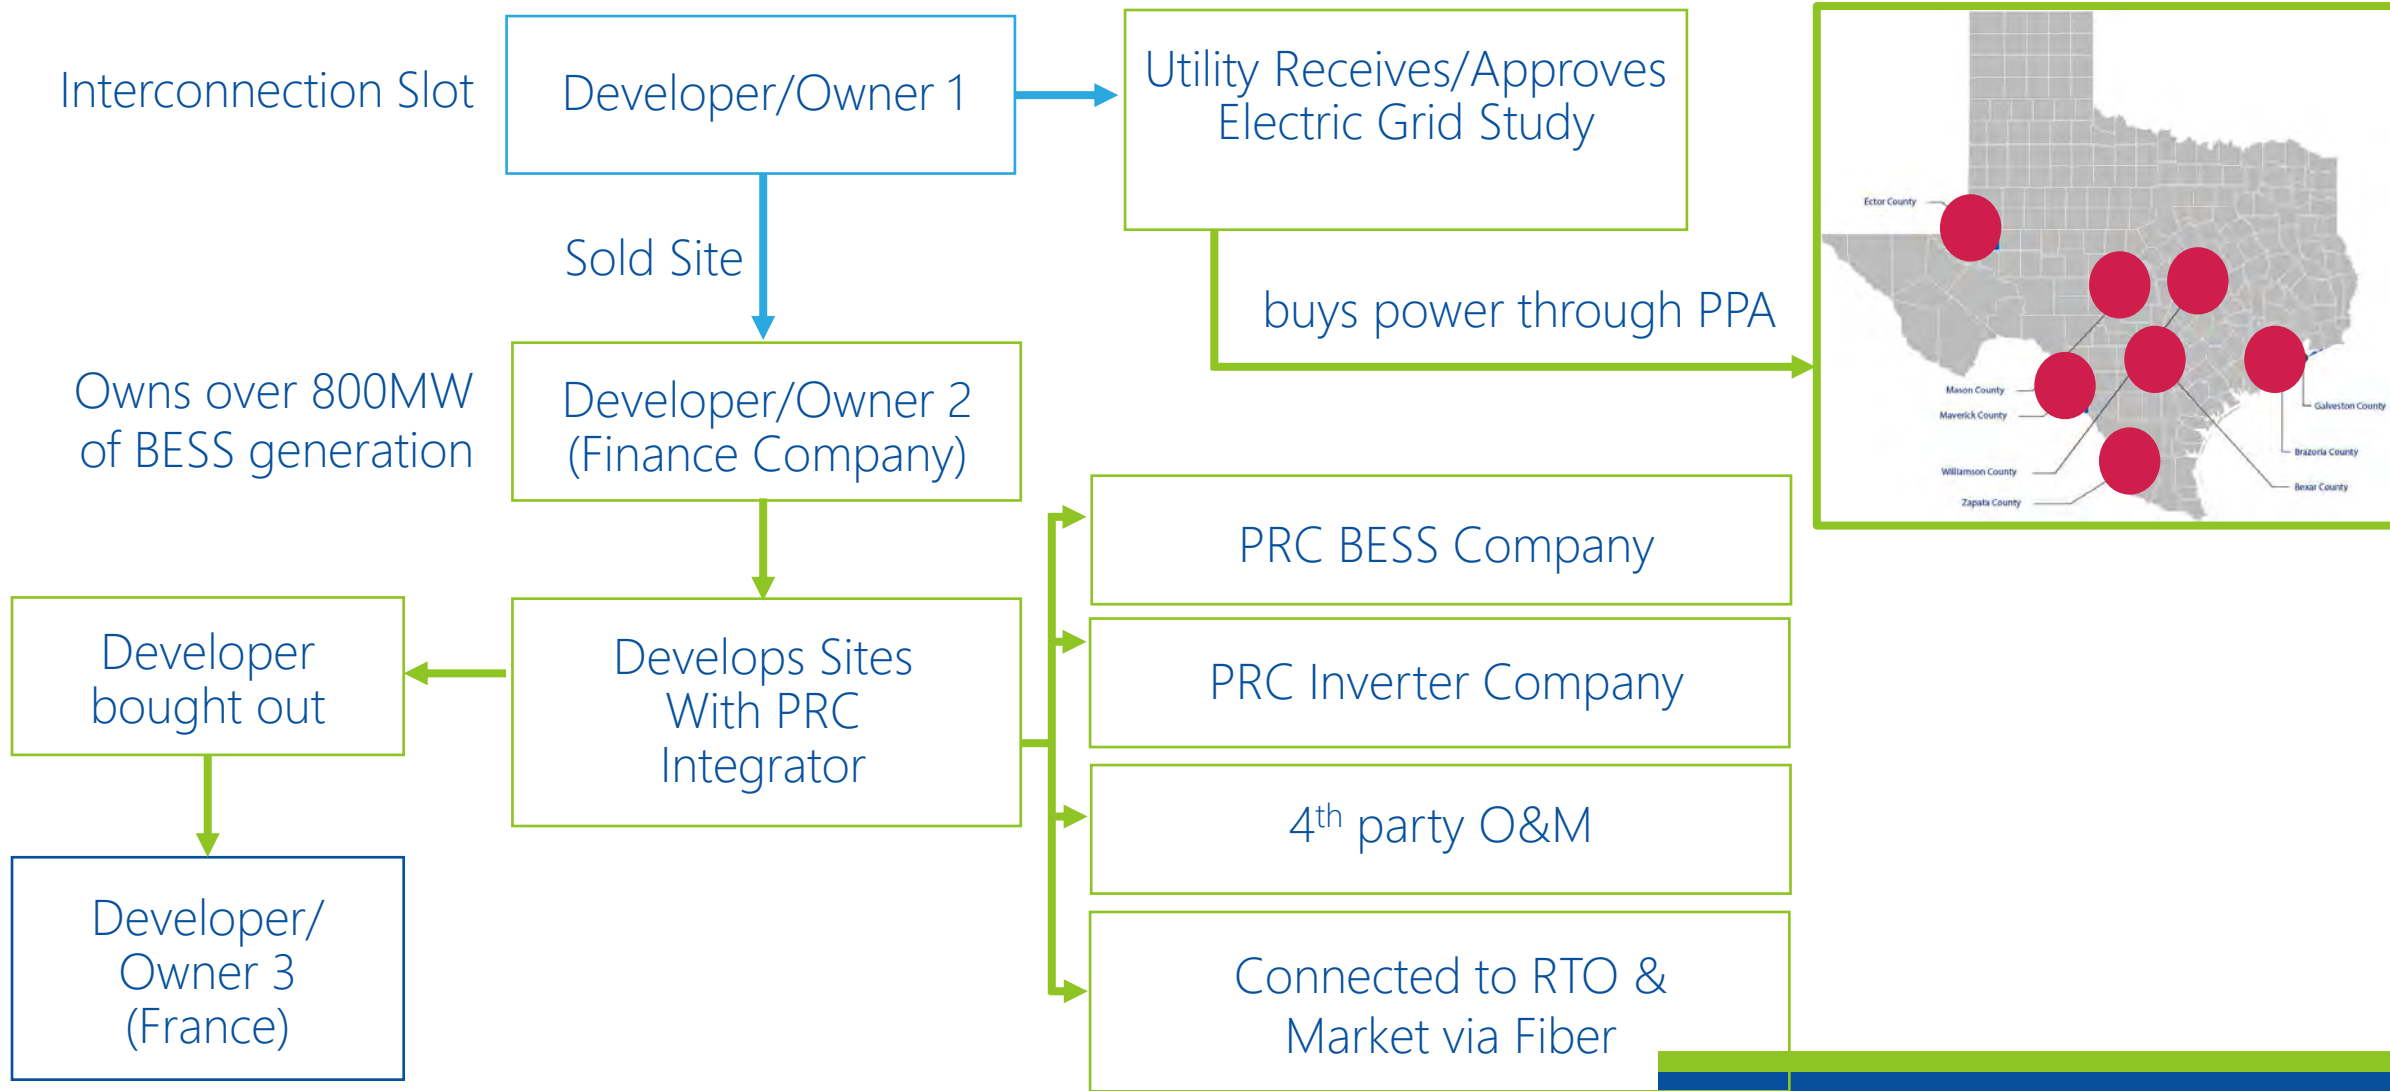 Interconnection Slot
Developer/Owner 1
Utility Receives/Approves
Electric Grid Study
Sold Site
buys power through PPA
Owns over 800MW
of BESS generation
Developer/Owner 2
(Finance Company)
Developer
bought out
Develops Sites
With PRC
Integrator
PRC BESS Company
PRC Inverter Company
4th party O&M
Connected to RTO &
Market via Fiber
Developer/
Owner 3
(France)
Ector County
Mason County
Maverick County
Williamson County
Zapata County
Galveston County
Brazoria County
Bexar County